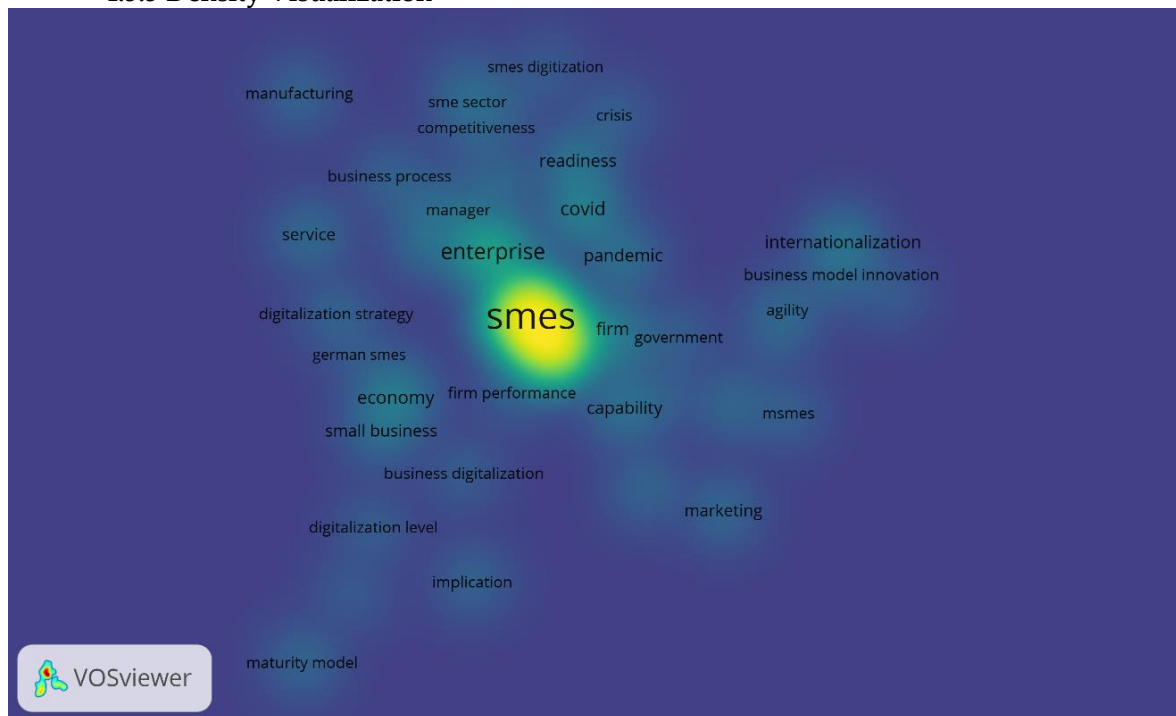 smes digitization
manufacturing
sme sector
crisis
competitiveness
readiness
business process
manager
covid
service
internationalization
enterprise
pandemic
business model innovation
agility
digitalization strategy
smes
firm
government
german smes
firm performance
economy
capability
msmes
small business
business digitalization
marketing
digitalization level
implication
maturity model
VOSviewer